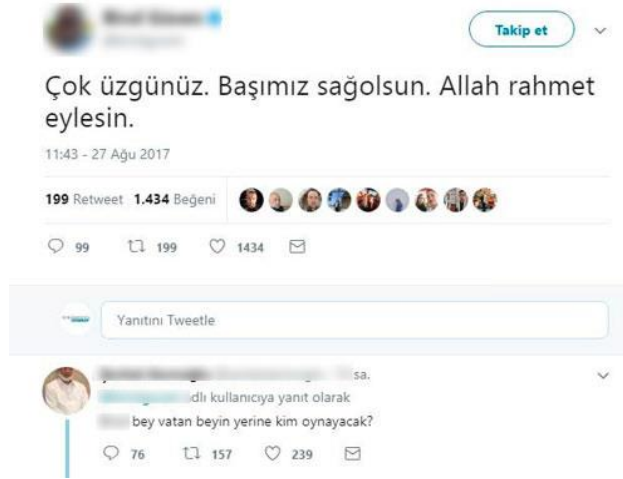 Takip et
Çok üzgünüz. Başımız sağolsun. Allah rahmet
eylesin.
11:43 - 27 Ağu 2017
199 Retweet 1.434 Beğeni
99 199 1434
Yanıtını Tweetle
sa.
dlı kullanıcıya yanıt olarak
bey vatan beyin yerine kim oynayacak?
76 157 239